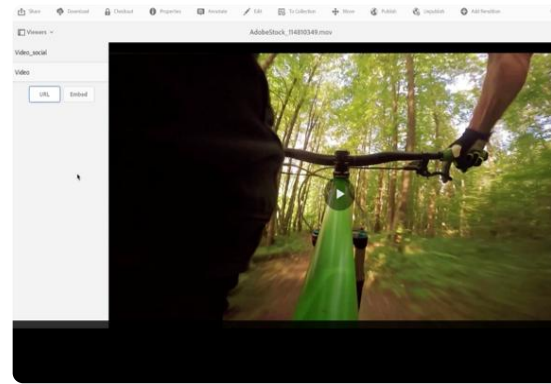 Share Download Checkout Properties Annotate Edit To Collection Move Publish Unpublish Add Rendition
Viewers AdobeStock_114810349.mov
Video_social
Video
URL Embed